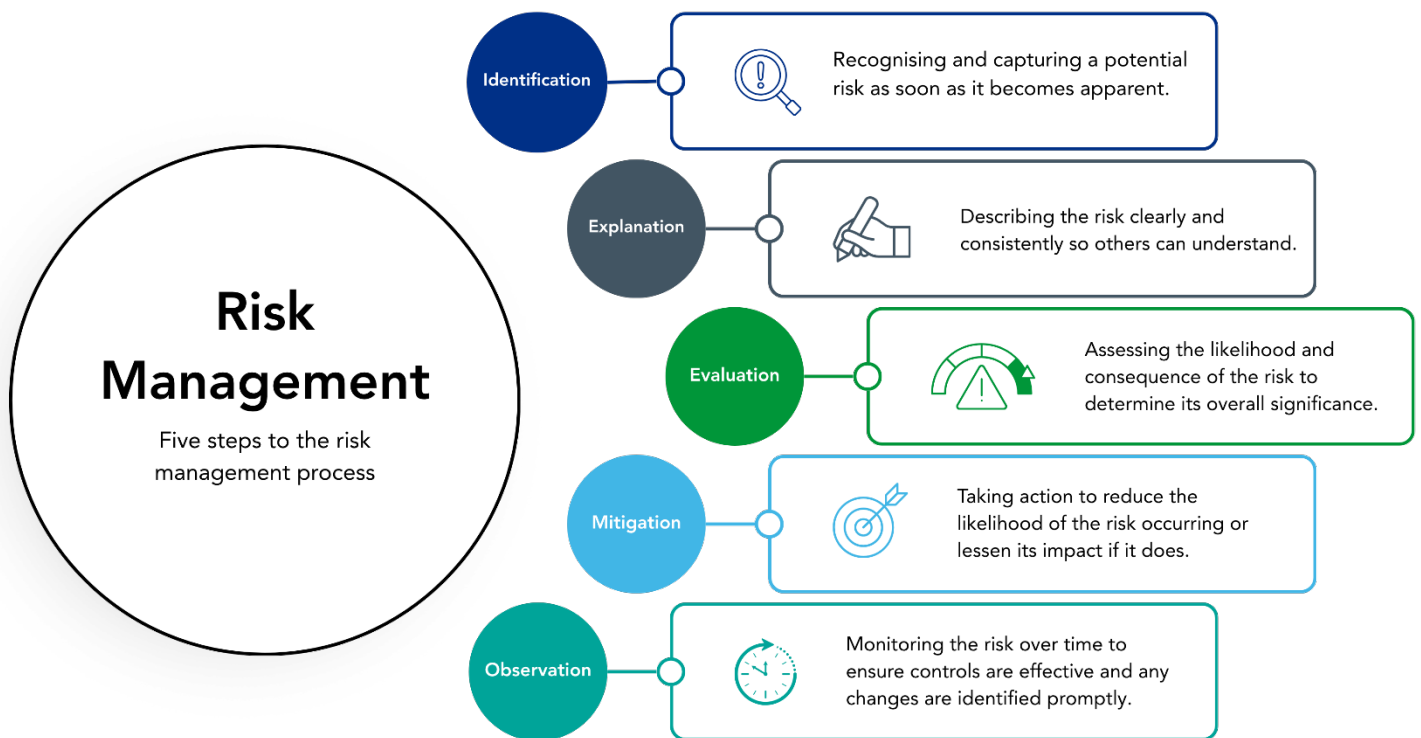 Risk
Management
Five steps to the risk
management process
Identification
Recognising and capturing a potential
risk as soon as it becomes apparent.
Explanation
Describing the risk clearly and
consistently so others can understand.
Evaluation
Assessing the likelihood and
consequence of the risk to
determine its overall significance.
Mitigation
Taking action to reduce the
likelihood of the risk occurring or
lessen its impact if it does.
Observation
Monitoring the risk over time to
ensure controls are effective and any
changes are identified promptly.